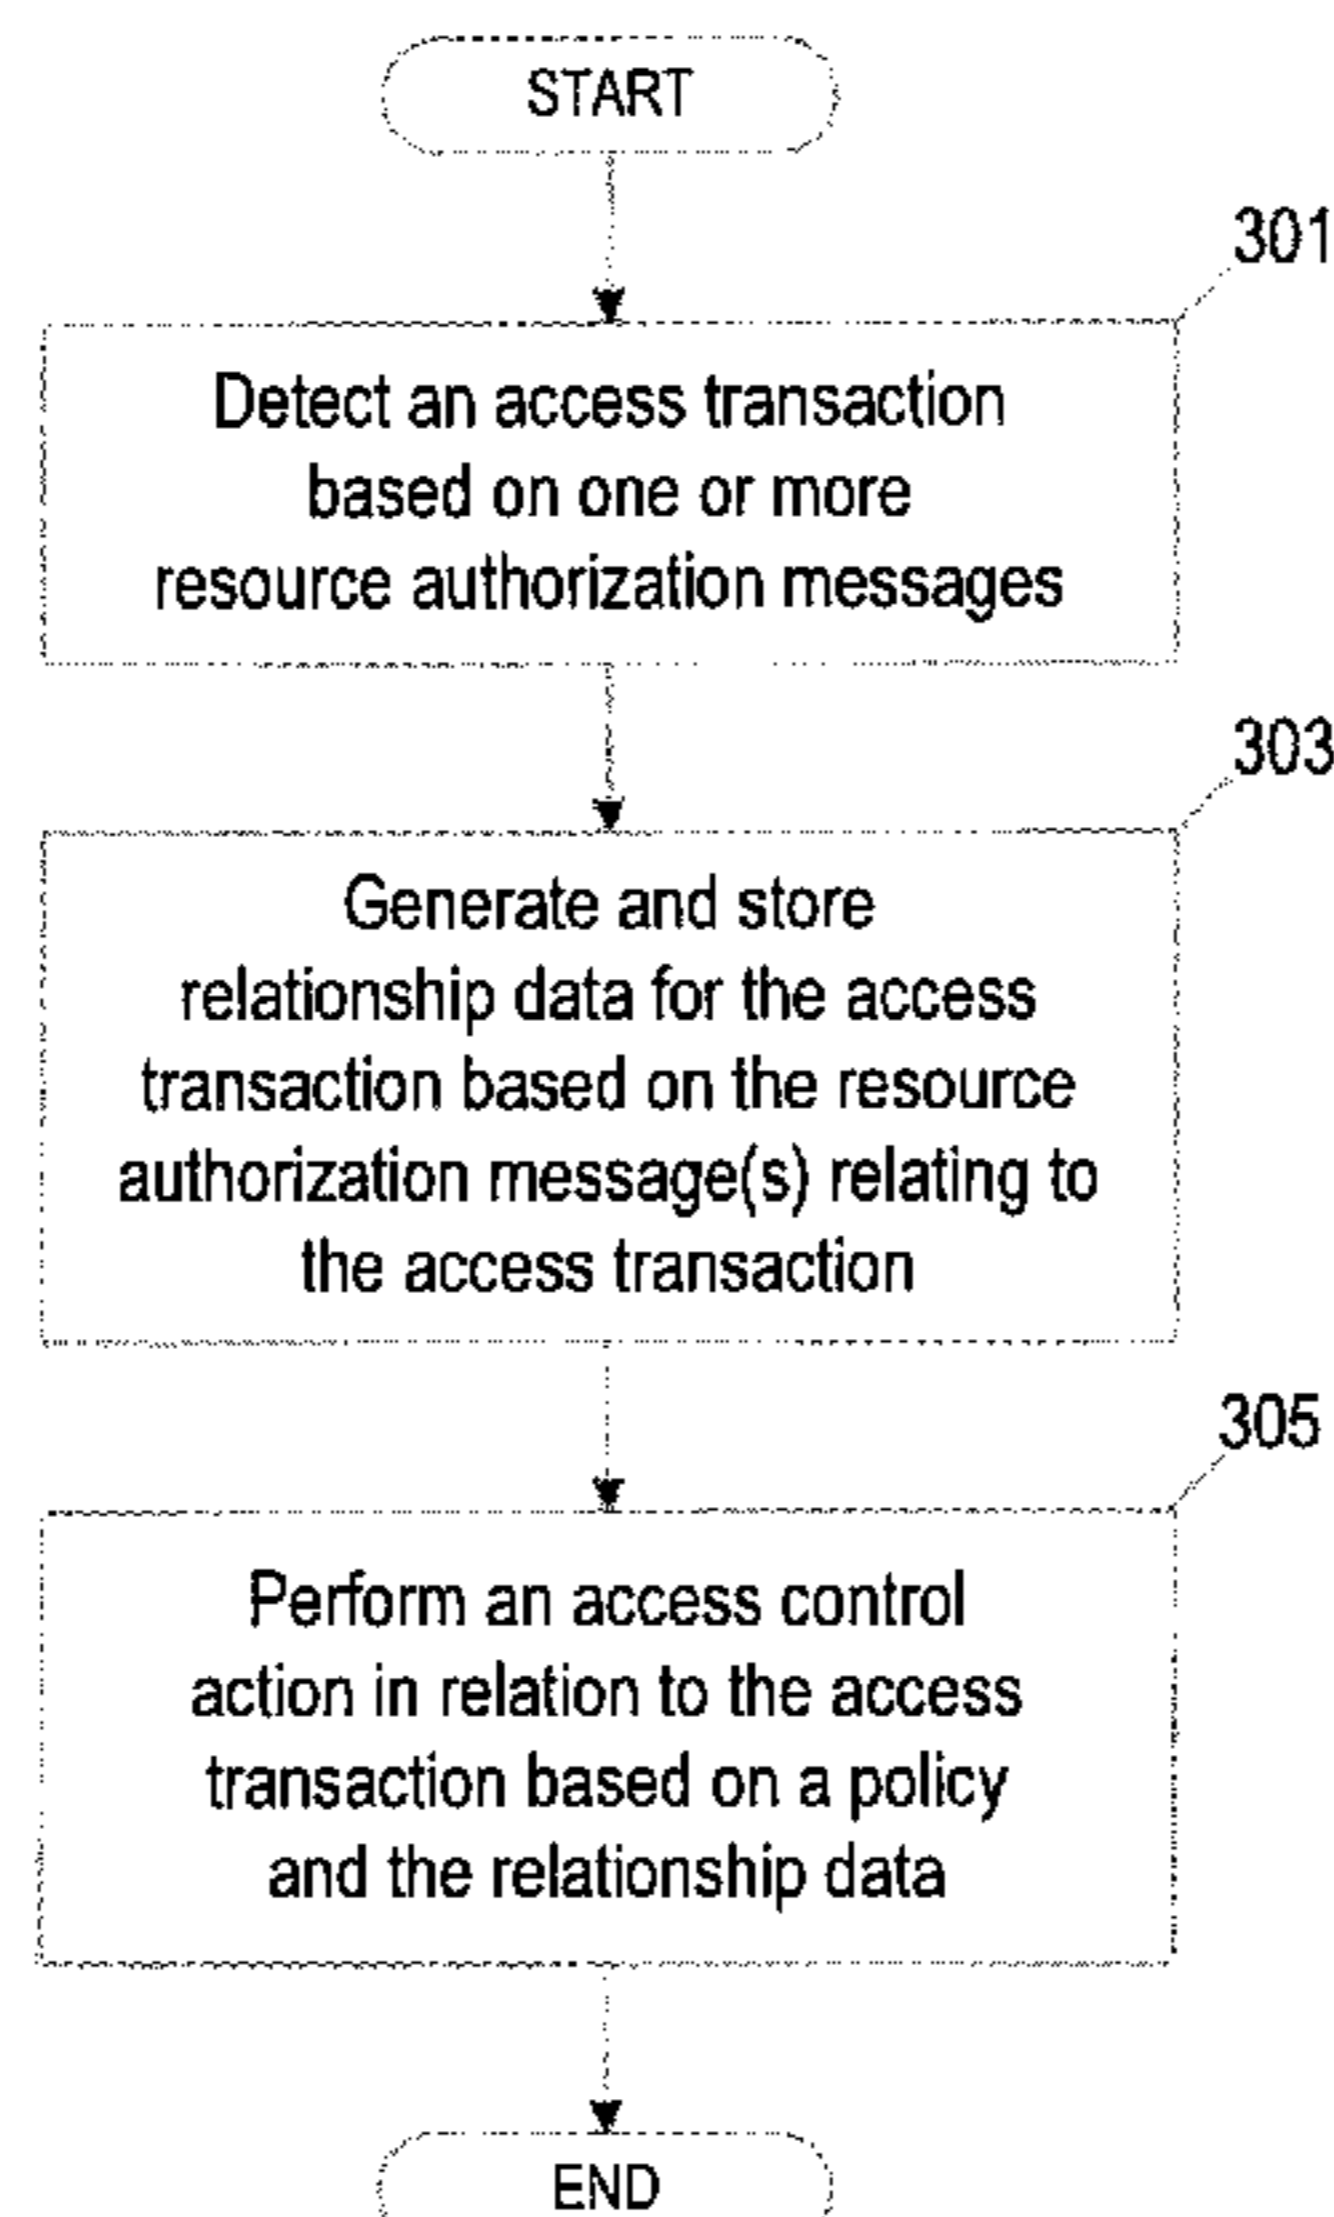 START
301
Detect an access transaction
based on one or more
resource authorization messages
303
Generate and store
relationship data for the access
transaction based on the resource
authorization message(s) relating to
the access transaction
305
Perform an access control
action in relation to the access
transaction based on a policy
and the relationship data
END